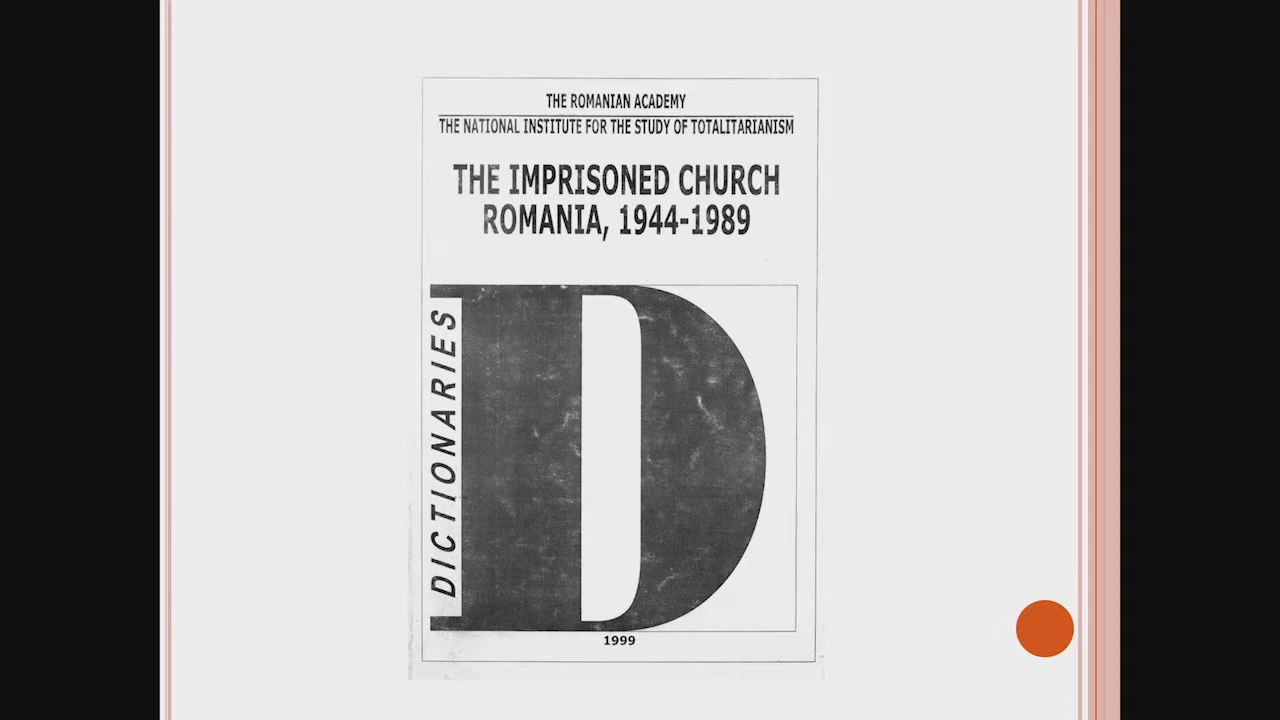 THE ROMANIAN ACADEMY
THE NATIONAL INSTITUTE FOR THE STUDY OF TOTALITARIANISM
THE IMPRISONED CHURCH
ROMANIA, 1944-1989
DICTIONARIES
1999